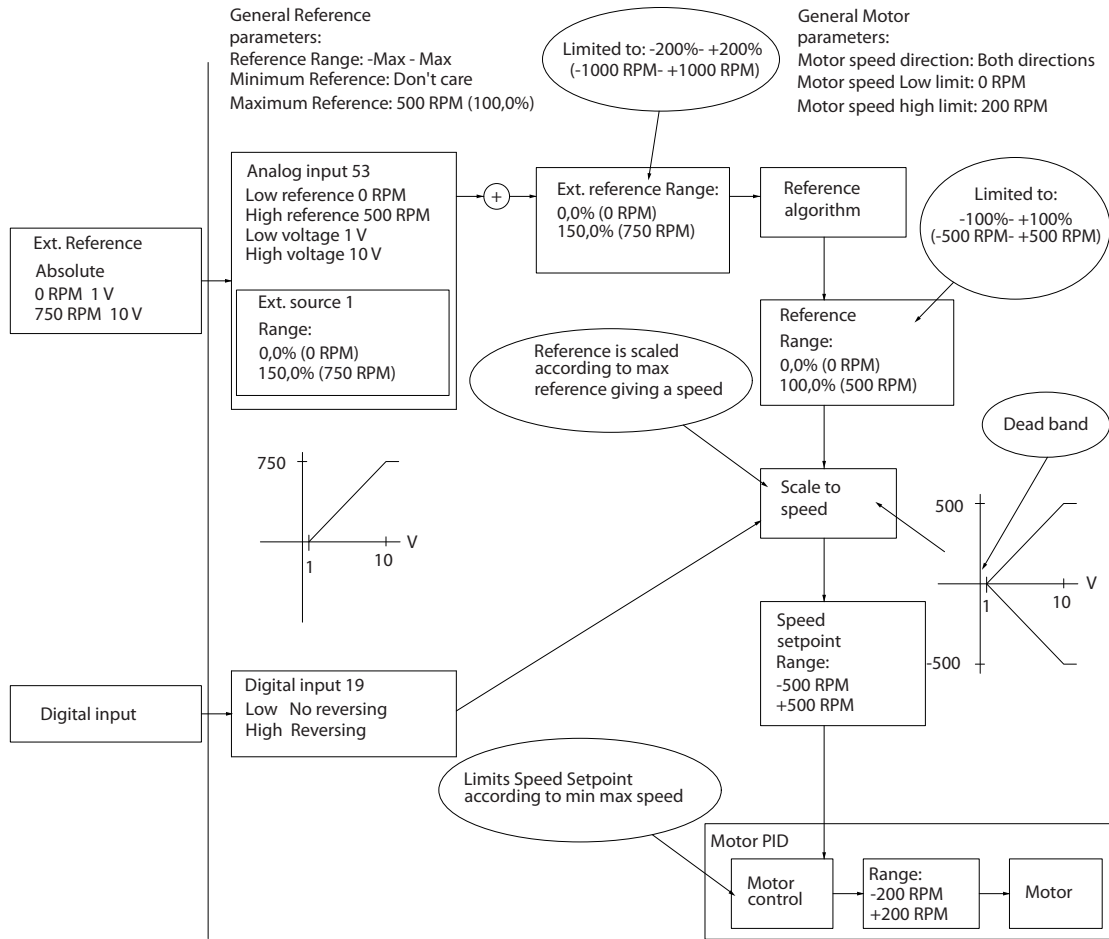 General Reference
parameters:
Reference Range: -Max - Max
Minimum Reference: Don't care
Maximum Reference: 500 RPM (100,0%)
Limited to: -200%- +200%
(-1000 RPM- +1000 RPM)
General Motor
parameters:
Motor speed direction: Both directions
Motor speed Low limit: 0 RPM
Motor speed high limit: 200 RPM
Ext. Reference
Absolute
0 RPM 1 V
750 RPM 10 V
Analog input 53
Low reference 0 RPM
High reference 500 RPM
Low voltage 1 V
High voltage 10 V
Ext. source 1
Range:
0,0% (0 RPM)
150,0% (750 RPM)
+
Ext. reference Range:
0,0% (0 RPM)
150,0% (750 RPM)
Reference
algorithm
Limited to:
-100%- +100%
(-500 RPM- +500 RPM)
Reference
Range:
0,0% (0 RPM)
100,0% (500 RPM)
Reference is scaled
according to max
reference giving a speed
Dead band
750
V
1
10
Scale to
speed
500
V
1
10
-500
Speed
setpoint
Range:
-500 RPM
+500 RPM
Digital input
Digital input 19
Low No reversing
High Reversing
Limits Speed Setpoint
according to min max speed
Motor PID
Motor
control
Range:
-200 RPM
+200 RPM
Motor